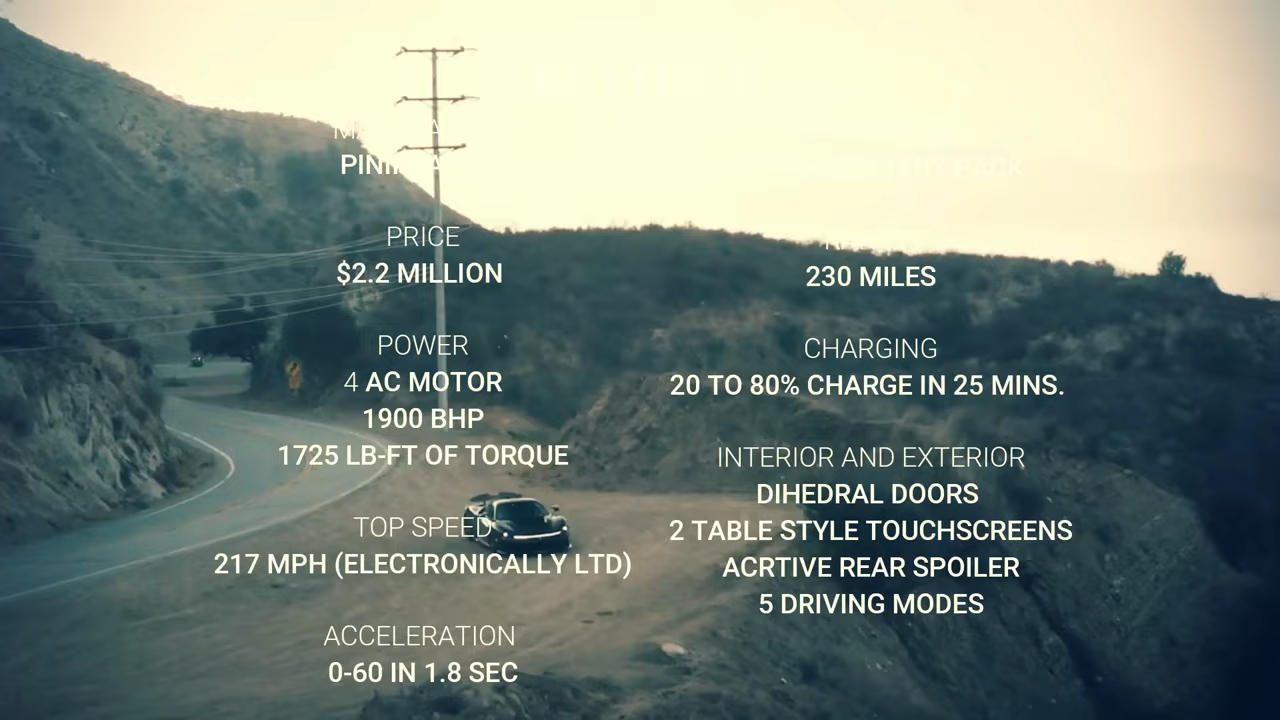 PRICE
$2.2 MILLION
POWER
4 AC MOTOR
1900 BHP
1725 LB-FT OF TORQUE
TOP SPEED
217 MPH (ELECTRONICALLY LTD)
ACCELERATION
0-60 IN 1.8 SEC
PACK
230 MILES
CHARGING
20 TO 80% CHARGE IN 25 MINS.
INTERIOR AND EXTERIOR
DIHEDRAL DOORS
2 TABLE STYLE TOUCHSCREENS
ACRTIVE REAR SPOILER
5 DRIVING MODES